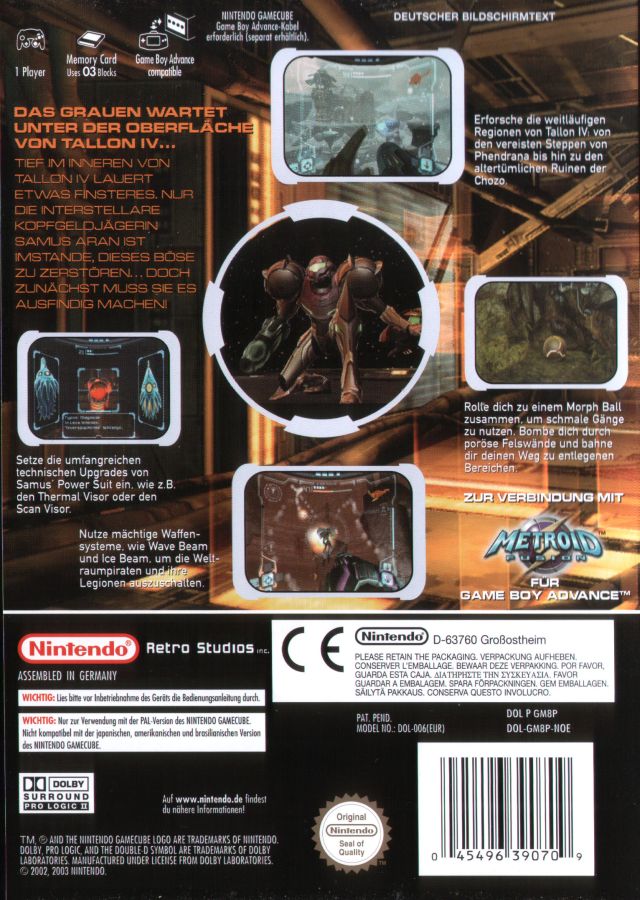 1 Player
Memory Card
Uses 03 Blocks
Game Boy Advance
compatible
NINTENDO GAMECUBE
Game Boy Advance-Kabel
erforderlich (separat erhältlich).
DEUTSCHER BILDSCHIRMTEXT
DAS GRAUEN WARTET
UNTER DER OBERFLÄCHE
VON TALLON IV...
TIEF IM INNEREN VON
TALLON IV LAUERT
ETWAS FINSTERES. NUR
DIE INTERSTELLARE
KOPFGELDJÄGERIN
SAMUS ARAN IST
IMSTANDE, DIESES BÖSE
ZU ZERSTÖREN... DOCH
ZUNÄCHST MUSS SIE ES
AUSFINDIG MACHEN!
Erforsche die weitläufigen
Regionen von Tallon IV: von
den vereisten Steppen von
Phendrana bis hin zu den
altertümlichen Ruinen der
Chozo.
Rolle dich zu einem Morph Ball
zusammen, um schmale Gänge
zu nutzen. Bombe dich durch
poröse Felswände und bahne
dir deinen Weg zu entlegenen
Bereichen.
Setze die umfangreichen
technischen Upgrades von
Samus' Power Suit ein, wie z.B.
den Thermal Visor oder den
Scan Visor.
Nutze mächtige Waffen-
systeme, wie Wave Beam
und Ice Beam, um die Welt-
raumpiraten und ihre
Legionen auszuschalten.
ZUR VERBINDUNG MIT
METROID™
FUSION
FÜR
GAME BOY ADVANCE™
Nintendo®
Retro Studios inc.
ASSEMBLED IN GERMANY
WICHTIG: Lies bitte vor Inbetriebnahme des Geräts die Bedienungsanleitung durch.
WICHTIG: Nur zur Verwendung mit der PAL-Version des NINTENDO GAMECUBE.
Nicht kompatibel mit der japanischen, amerikanischen und brasilianischen Version
des NINTENDO GAMECUBE.
CE
Nintendo® D-63760 Großostheim
PLEASE RETAIN THE PACKAGING. VERPACKUNG AUFHEBEN.
CONSERVER L'EMBALLAGE. BEWAAR DEZE VERPAKKING. POR FAVOR,
GUARDA ESTA CAJA. ΔΙΑΤΗΡΗΣΤΕ ΤΗΝ ΣΥΣΚΕΥΑΣΙΑ. FAVOR
GUARDAR A EMBALAGEM. SPARA FÖRPACKNINGEN. GEM EMBALLAGEN.
SÄILYTÄ PAKKAUS. CONSERVA QUESTO INVOLUCRO.
PAT. PEND.
MODEL NO.: DOL-006(EUR)
DOL P GM8P
DOL-GM8P-NOE
DOLBY
SURROUND
PRO LOGIC II
Auf www.nintendo.de findest
du nähere Informationen!
Original
Nintendo®
Seal of
Quality
™
TM, ® AND THE NINTENDO GAMECUBE LOGO ARE TRADEMARKS OF NINTENDO.
DOLBY, PRO LOGIC, AND THE DOUBLE-D SYMBOL ARE TRADEMARKS OF DOLBY
LABORATORIES. MANUFACTURED UNDER LICENSE FROM DOLBY LABORATORIES.
© 2002, 2003 NINTENDO.
0 45496 39070 9